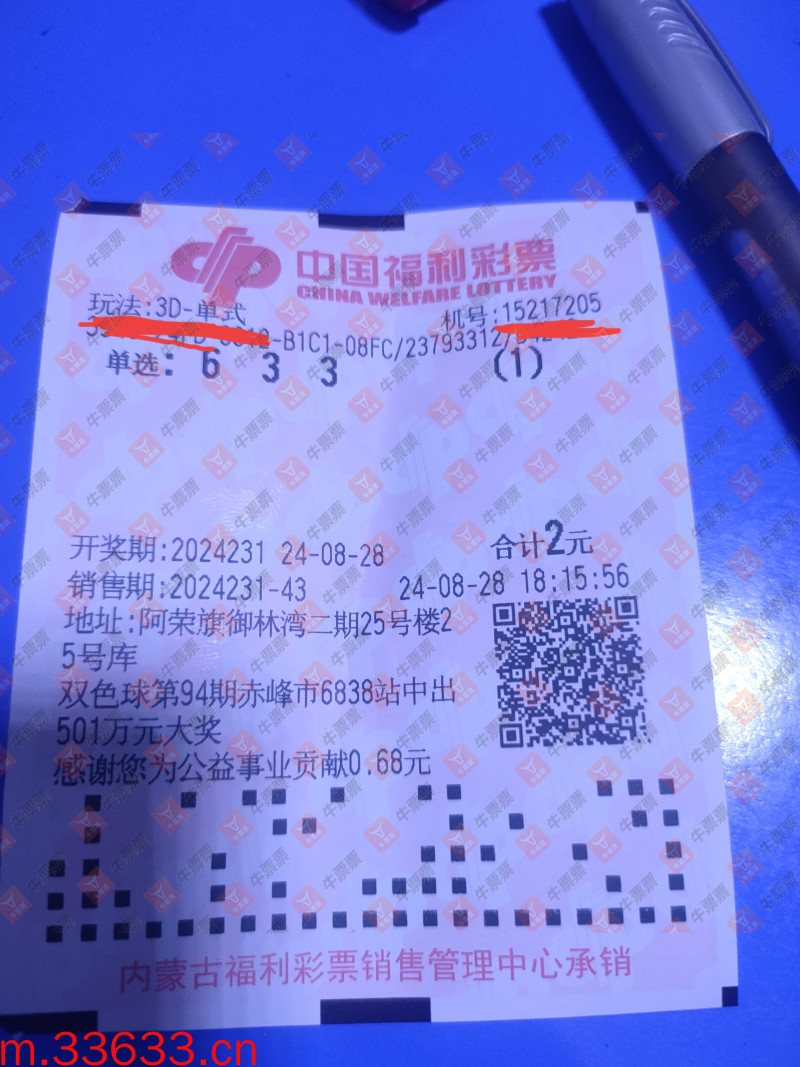 中国福利彩票
CHINA WELFARE LOTTERY
玩法:3D-单式 机号:15217205
-B1C1-08FC/23793312/
单选: 6 3 3 (1)
开奖期:2024231 24-08-28 合计2元
销售期:2024231-43 24-08-28 18:15:56
地址:阿荣旗御林湾二期25号楼2
5号库
双色球第94期赤峰市6838站中出
501万元大奖
感谢您为公益事业贡献0.68元
内蒙古福利彩票销售管理中心承销
m.33633.cn
牛票票